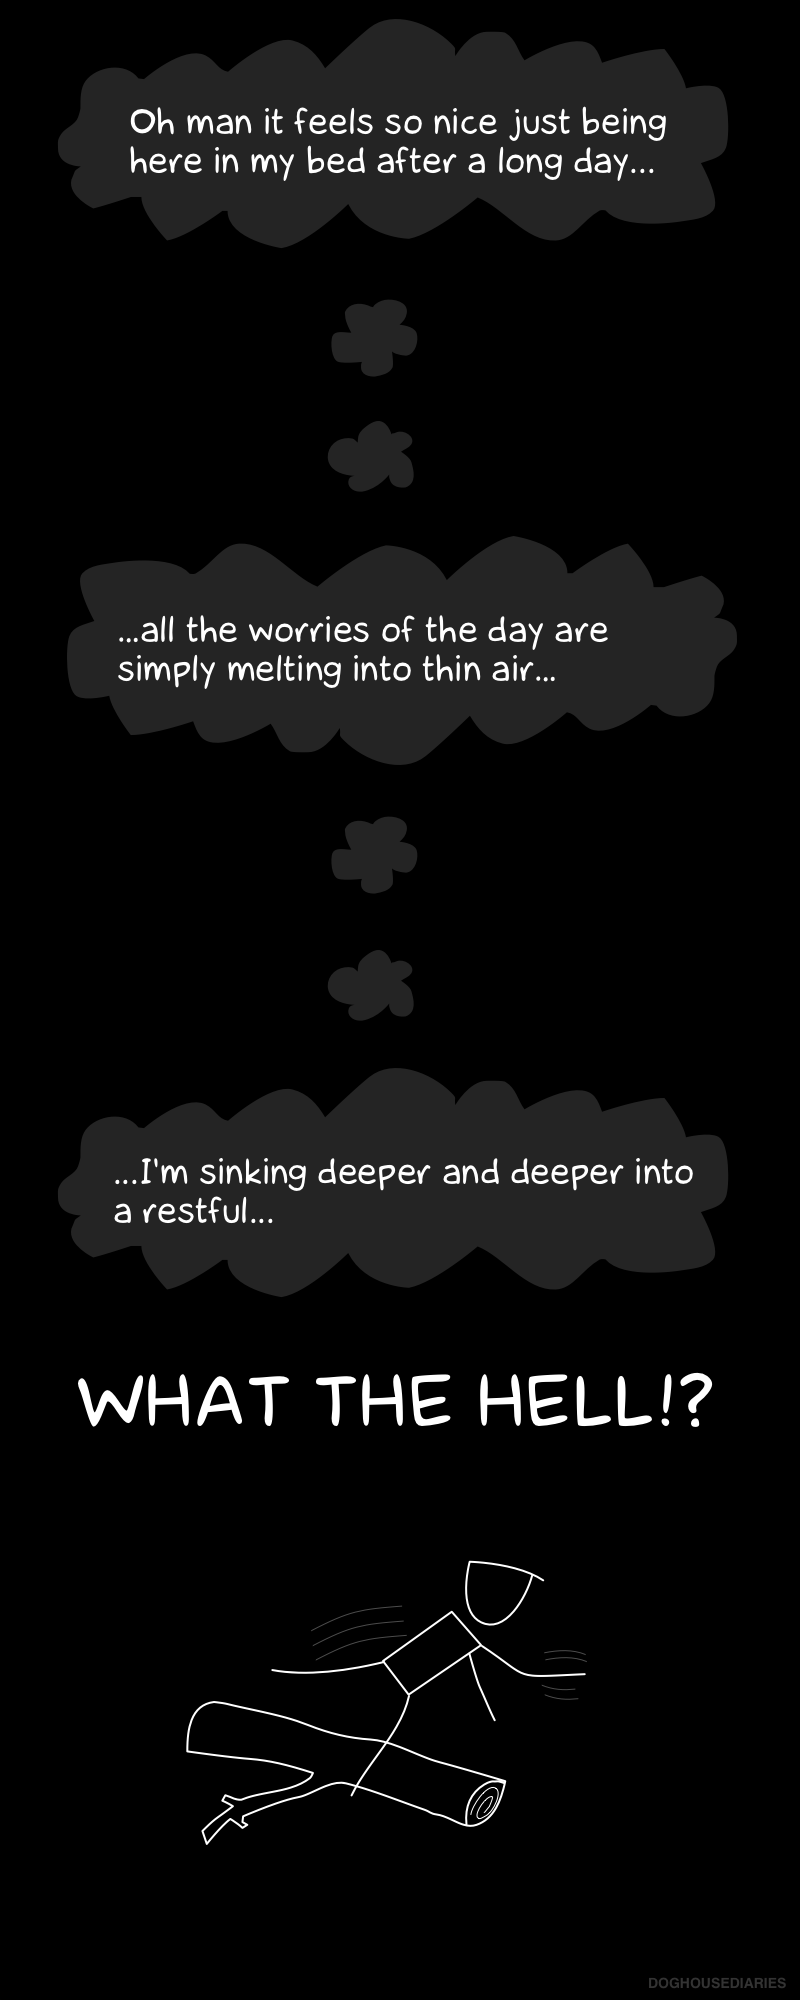 Oh man it feels so nice just being
here in my bed after a long day...
...all the worries of the day are
simply melting into thin air...
...I'm sinking deeper and deeper into
a restful...
WHAT THE HELL!?
DOGHOUSEDIARIES